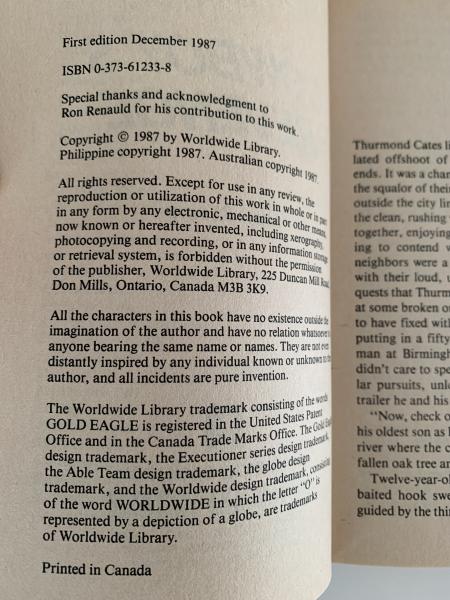 First edition December 1987
ISBN 0-373-61233-8
Special thanks and acknowledgment to
Ron Renauld for his contribution to this work.
Copyright © 1987 by Worldwide Library.
Philippine copyright 1987. Australian copyright 1987.
All rights reserved. Except for use in any review, the
reproduction or utilization of this work in whole or in part
in any form by any electronic, mechanical or other means,
now known or hereafter invented, including xerography,
photocopying and recording, or in any information storage
or retrieval system, is forbidden without the permission
of the publisher, Worldwide Library, 225 Duncan Mill Road,
Don Mills, Ontario, Canada M3B 3K9.
All the characters in this book have no existence outside the
imagination of the author and have no relation whatsoever to
anyone bearing the same name or names. They are not even
distantly inspired by any individual known or unknown to the
author, and all incidents are pure invention.
The Worldwide Library trademark consisting of the words
GOLD EAGLE is registered in the United States Patent
Office and in the Canada Trade Marks Office. The Gold Eagle
design trademark, the Executioner series design trademark,
the Able Team design trademark, the globe design
trademark, and the Worldwide design trademark, consisting
of the word WORLDWIDE in which the letter "O" is
represented by a depiction of a globe, are trademarks
of Worldwide Library.
Printed in Canada
Thurmond Cates
lated offshoot of
ends. It was a
the squalor of their
outside the city
the clean, rushing
together, enjoying
ing to contend
neighbors were a
with their loud,
quests that
at some broken
to have fixed with
putting in a
man at
didn't care to
lar pursuits,
trailer he and his
"Now, check
his oldest son as
river where the
fallen oak tree
baited hook
guided by the